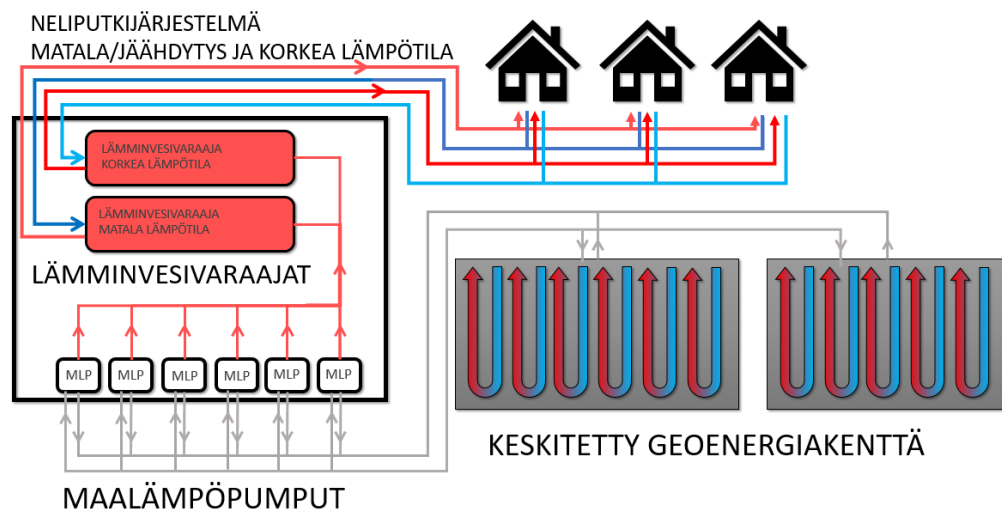 NELIPUTKIJÄRJESTELMÄ
MATALA/JÄÄHDYTYS JA KORKEA LÄMPÖTILA
LÄMMINVESIVARAAJA
KORKEA LÄMPÖTILA
LÄMMINVESIVARAAJA
MATALA LÄMPÖTILA
LÄMMINVESIVARAAJAT
MLP
MLP
MLP
MLP
MLP
MLP
KESKITETTY GEOENERGIAKENTTÄ
MAALÄMPÖPUMPUT